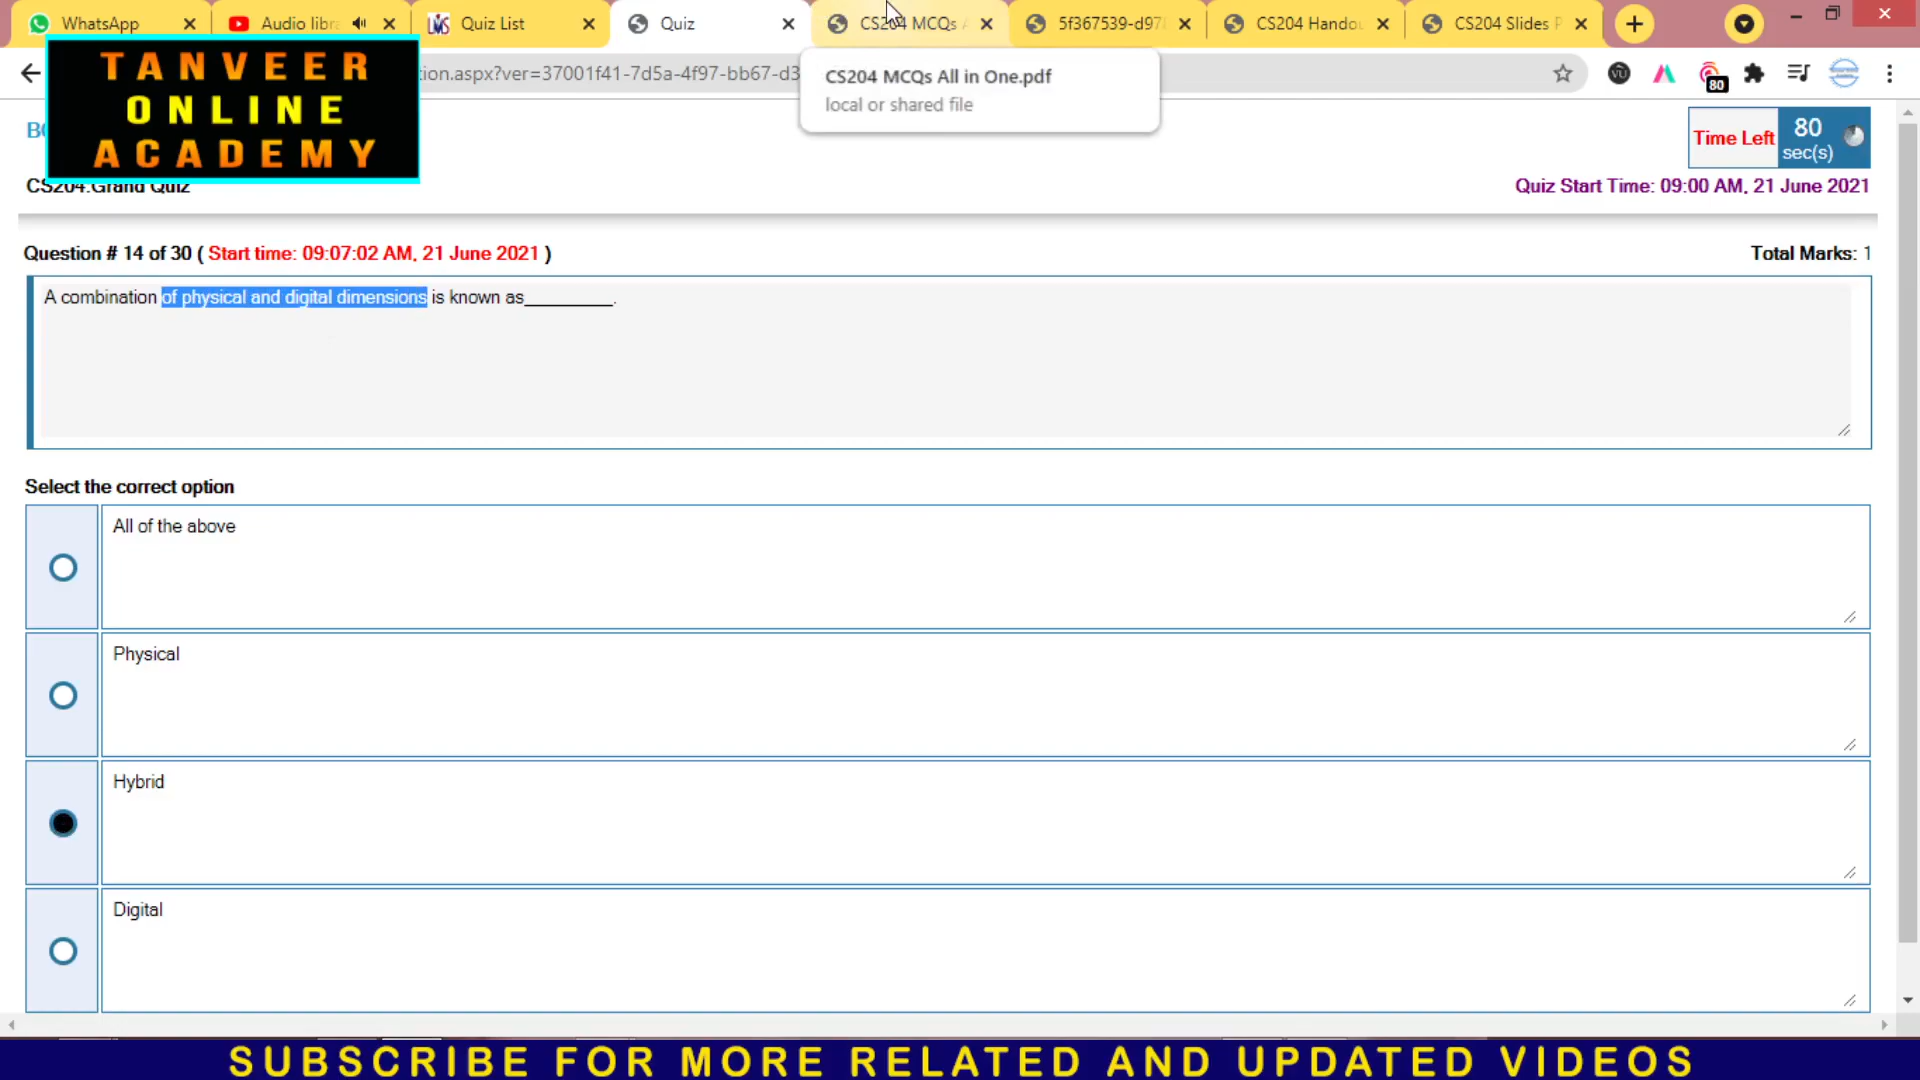 WhatsApp
Audio libra
Quiz List
Quiz
CS204 MCQs A
5f367539-d97
CS204 Handou
CS204 Slides P
TANVEER
ONLINE
ACADEMY
tion.aspx?ver=37001f41-7d5a-4f97-bb67-d3
CS204 MCQs All in One.pdf
local or shared file
80
Time Left
80
sec(s)
CS204:Grand Quiz
Quiz Start Time: 09:00 AM, 21 June 2021
Question # 14 of 30 ( Start time: 09:07:02 AM, 21 June 2021 )
Total Marks: 1
A combination of physical and digital dimensions is known as__________.
Select the correct option
All of the above
Physical
Hybrid
Digital
SUBSCRIBE FOR MORE RELATED AND UPDATED VIDEOS